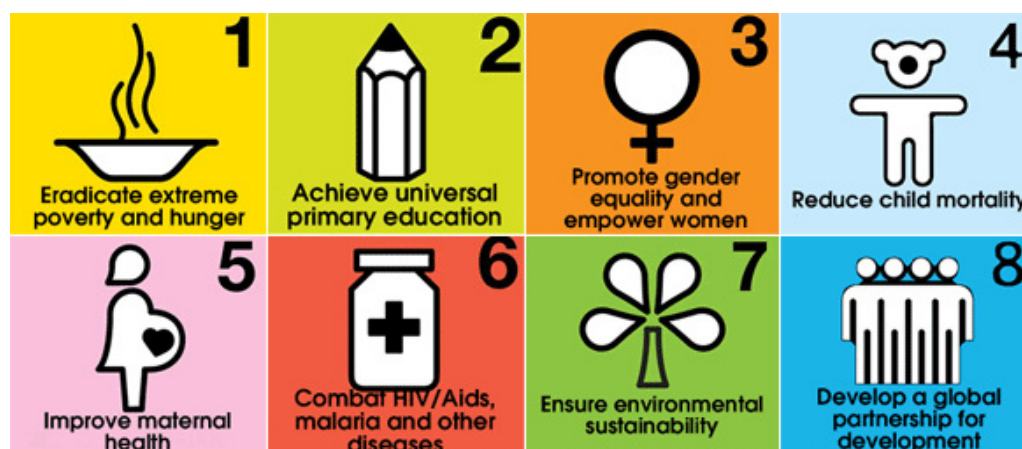 1
Eradicate extreme
poverty and hunger
2
Achieve universal
primary education
3
Promote gender
equality and
empower women
4
Reduce child mortality
5
Improve maternal
health
6
Combat HIV/Aids,
malaria and other
diseases
7
Ensure environmental
sustainability
8
Develop a global
partnership for
development